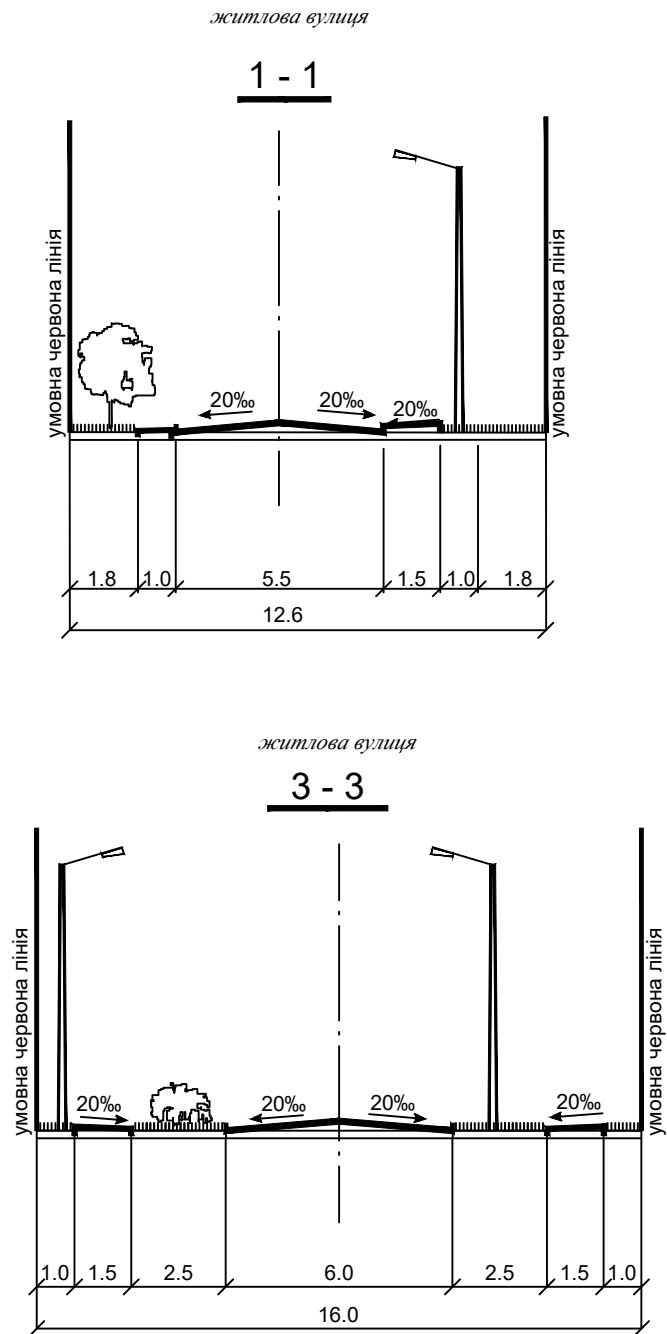 житлова вулиця
1 - 1
умовна червона лінія
умовна червона лінія
20‰
20‰
20‰
1.8
1.0
5.5
1.5
1.0
1.8
12.6
житлова вулиця
3 - 3
умовна червона лінія
умовна червона лінія
20‰
20‰
20‰
20‰
1.0
1.5
2.5
6.0
2.5
1.5
1.0
16.0